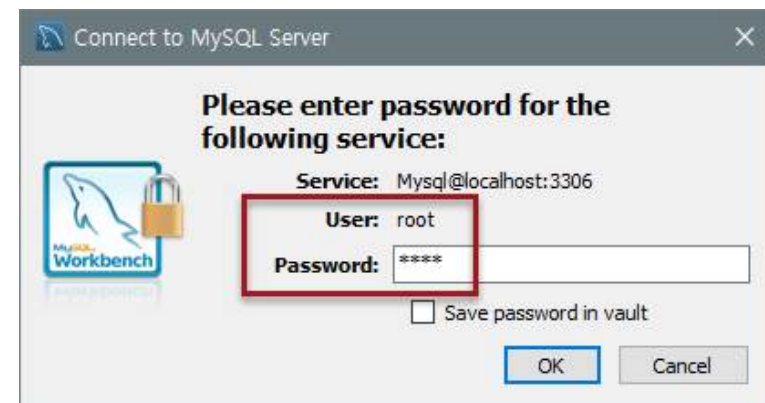 Connect to MySQL Server
Please enter password for the
following service:
Service: Mysql@localhost:3306
User: root
Password: ****
MySQL
Workbench
Save password in vault
OK Cancel